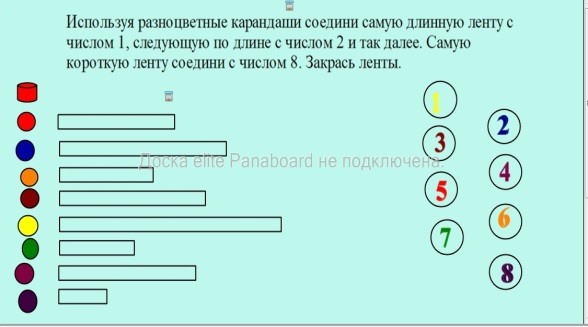 Используя разноцветные карандаши соедини самую длинную ленту с
числом 1, следующую по длине с числом 2 и так далее. Самую
короткую ленту соедини с числом 8. Закрась ленты.
Доска elite Panaboard не подключена.
1
2
3
4
5
6
7
8